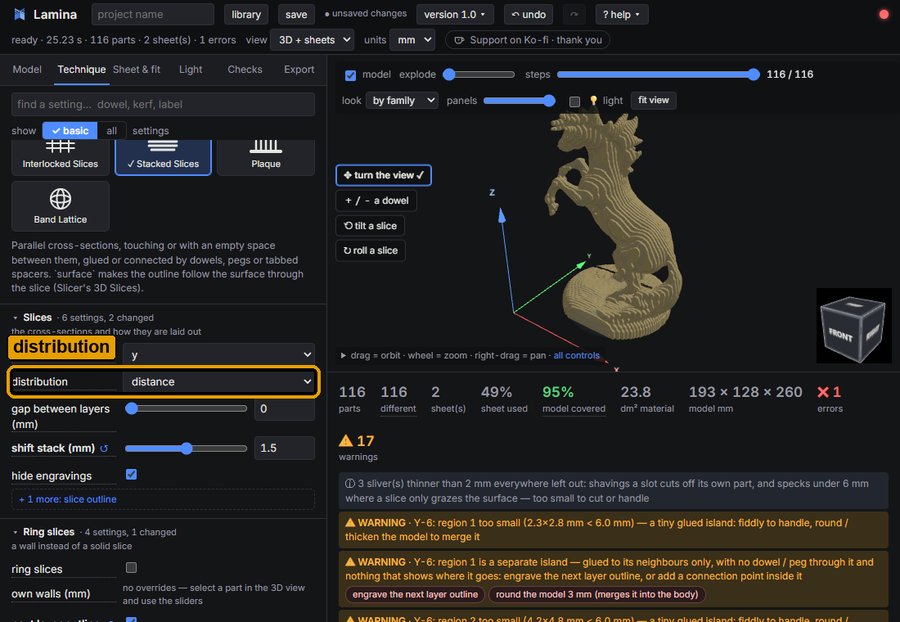 Lamina
project name
library
save
● unsaved changes
version 1.0
undo
? help
ready · 25.23 s · 116 parts · 2 sheet(s) · 1 errors
view
3D + sheets
units
mm
Support on Ko-fi · thank you
Model
Technique
Sheet & fit
Light
Checks
Export
find a setting... dowel, kerf, label
show
✓ basic
all
settings
Interlocked Slices
✓ Stacked Slices
Plaque
Band Lattice
Parallel cross-sections, touching or with an empty space
between them, glued or connected by dowels, pegs or tabbed
spacers. `surface` makes the outline follow the surface through
the slice (Slicer's 3D Slices).
Slices · 6 settings, 2 changed
the cross-sections and how they are laid out
distribution
y
distribution
distance
gap between layers
(mm)
0
shift stack (mm)
1.5
hide engravings
+ 1 more: slice outline
Ring slices · 4 settings, 1 changed
a wall instead of a solid slice
ring slices
own walls (mm)
no overrides — select a part in the 3D view
and use the sliders
model
explode
steps
116 / 116
look
by family
panels
light
fit view
turn the view ✓
+ / - a dowel
tilt a slice
roll a slice
Z
Y
X
FRONT
drag = orbit · wheel = zoom · right-drag = pan · all controls
116
parts
116
different
2
sheet(s)
49%
sheet used
95%
model covered
23.8
dm² material
193 × 128 × 260
model mm
1
errors
17
warnings
3 sliver(s) thinner than 2 mm everywhere left out: shavings a slot cuts off its own part, and specks under 6 mm
where a slice only grazes the surface — too small to cut or handle
WARNING · Y-6: region 1 too small (2.3×2.8 mm < 6.0 mm) — a tiny glued island: fiddly to handle, round /
thicken the model to merge it
WARNING · Y-6: region 1 is a separate island — glued to its neighbours only, with no dowel / peg through it and
nothing that shows where it goes: engrave the next layer outline, or add a connection point inside it
engrave the next layer outline
round the model 3 mm (merges it into the body)
WARNING · Y-6: region 2 too small (4.2×4.8 mm < 6.0 mm) — a tiny glued island: fiddly to handle, round /